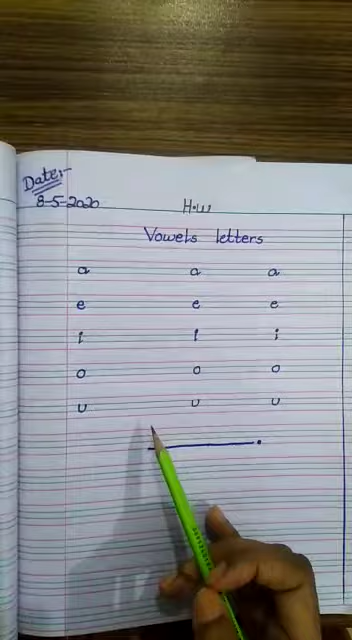 Date:-
8-5-2020
H.W
Vowels letters
a a a
e e e
i i i
o o o
u u u